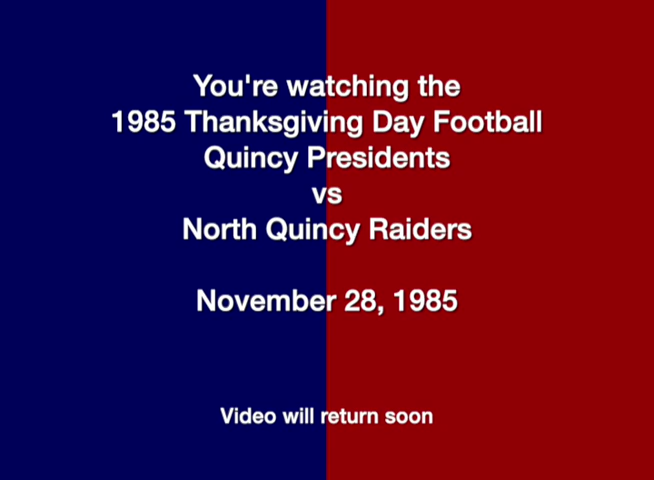 You're watching the
1985 Thanksgiving Day Football
Quincy Presidents
vs
North Quincy Raiders
November 28, 1985
Video will return soon